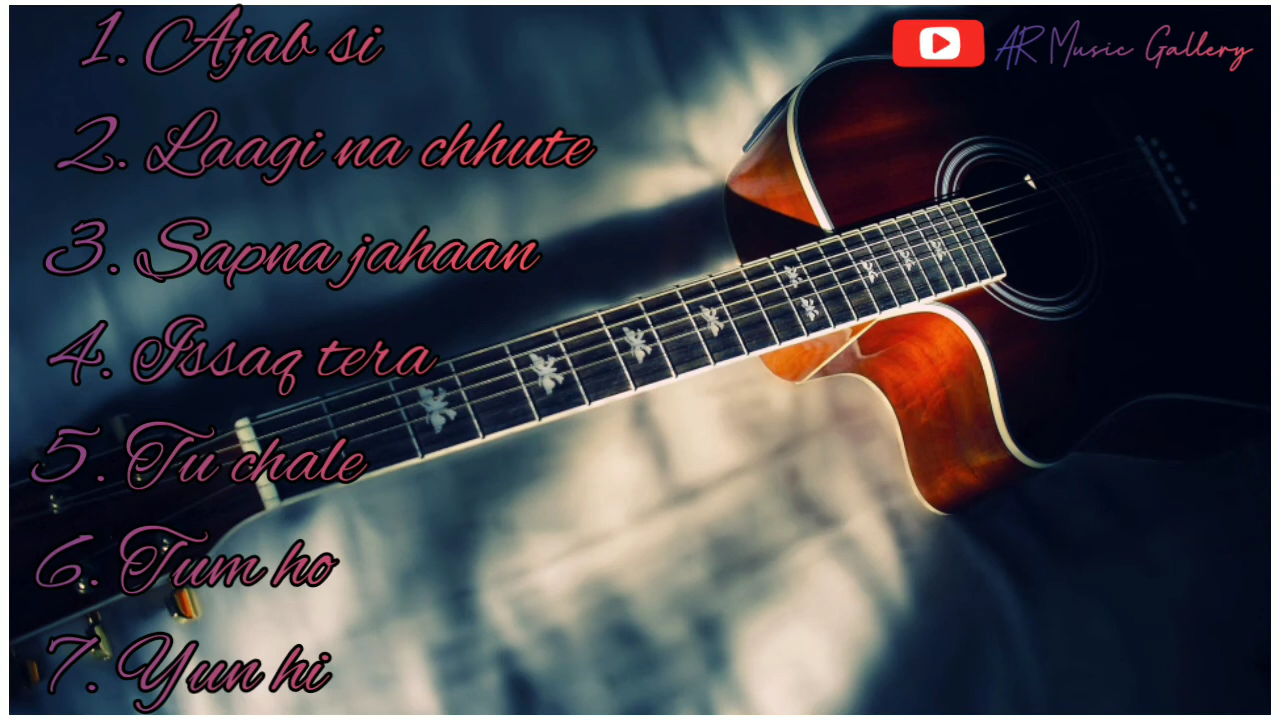 1. Ajab si
AR Music Gallery
2. Laagi na chhute
3. Sapna jahaan
4. Issaq tera
5. Tu chale
6. Tum ho
7. Yun hi